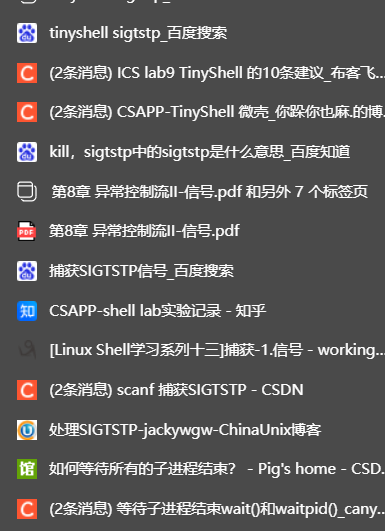 tinyshell sigtstp_百度搜索
(2条消息) ICS lab9 TinyShell 的10条建议_布客飞...
(2条消息) CSAPP-TinyShell 微壳_你跺你也麻.的博...
kill，sigtstp中的sigtstp是什么意思_百度知道
第8章 异常控制流II-信号.pdf 和另外 7 个标签页
PDF
第8章 异常控制流II-信号.pdf
捕获SIGTSTP信号_百度搜索
知
CSAPP-shell lab实验记录 - 知乎
[Linux Shell学习系列十三]捕获-1.信号 - working...
(2条消息) scanf 捕获SIGTSTP - CSDN
处理SIGTSTP-jackywgw-ChinaUnix博客
馆
如何等待所有的子进程结束？ - Pig's home - CSD...
(2条消息) 等待子进程结束wait()和waitpid()_cany...